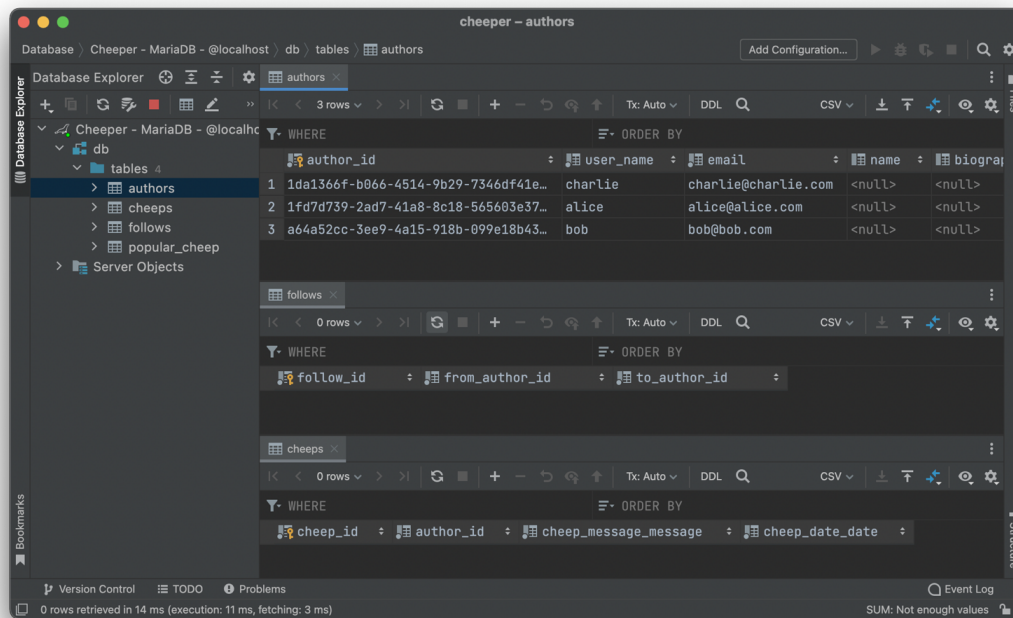 cheeper – authors
Database Cheeper - MariaDB - @localhost db tables authors Add Configuration...
Database Explorer
Database Explorer
authors
3 rows Tx: Auto DDL CSV
WHERE ORDER BY
author_id user_name email name biograp
1 1da1366f-b066-4514-9b29-7346df41e… charlie charlie@charlie.com <null> <null>
2 1fd7d739-2ad7-41a8-8c18-565603e37… alice alice@alice.com <null> <null>
3 a64a52cc-3ee9-4a15-918b-099e18b43… bob bob@bob.com <null> <null>
Cheeper - MariaDB - @localho
db
tables 4
authors
cheeps
follows
popular_cheep
Server Objects
follows
0 rows Tx: Auto DDL CSV
WHERE ORDER BY
follow_id from_author_id to_author_id
cheeps
0 rows Tx: Auto DDL CSV
WHERE ORDER BY
cheep_id author_id cheep_message_message cheep_date_date
Bookmarks
Version Control TODO Problems Event Log
0 rows retrieved in 14 ms (execution: 11 ms, fetching: 3 ms) SUM: Not enough values